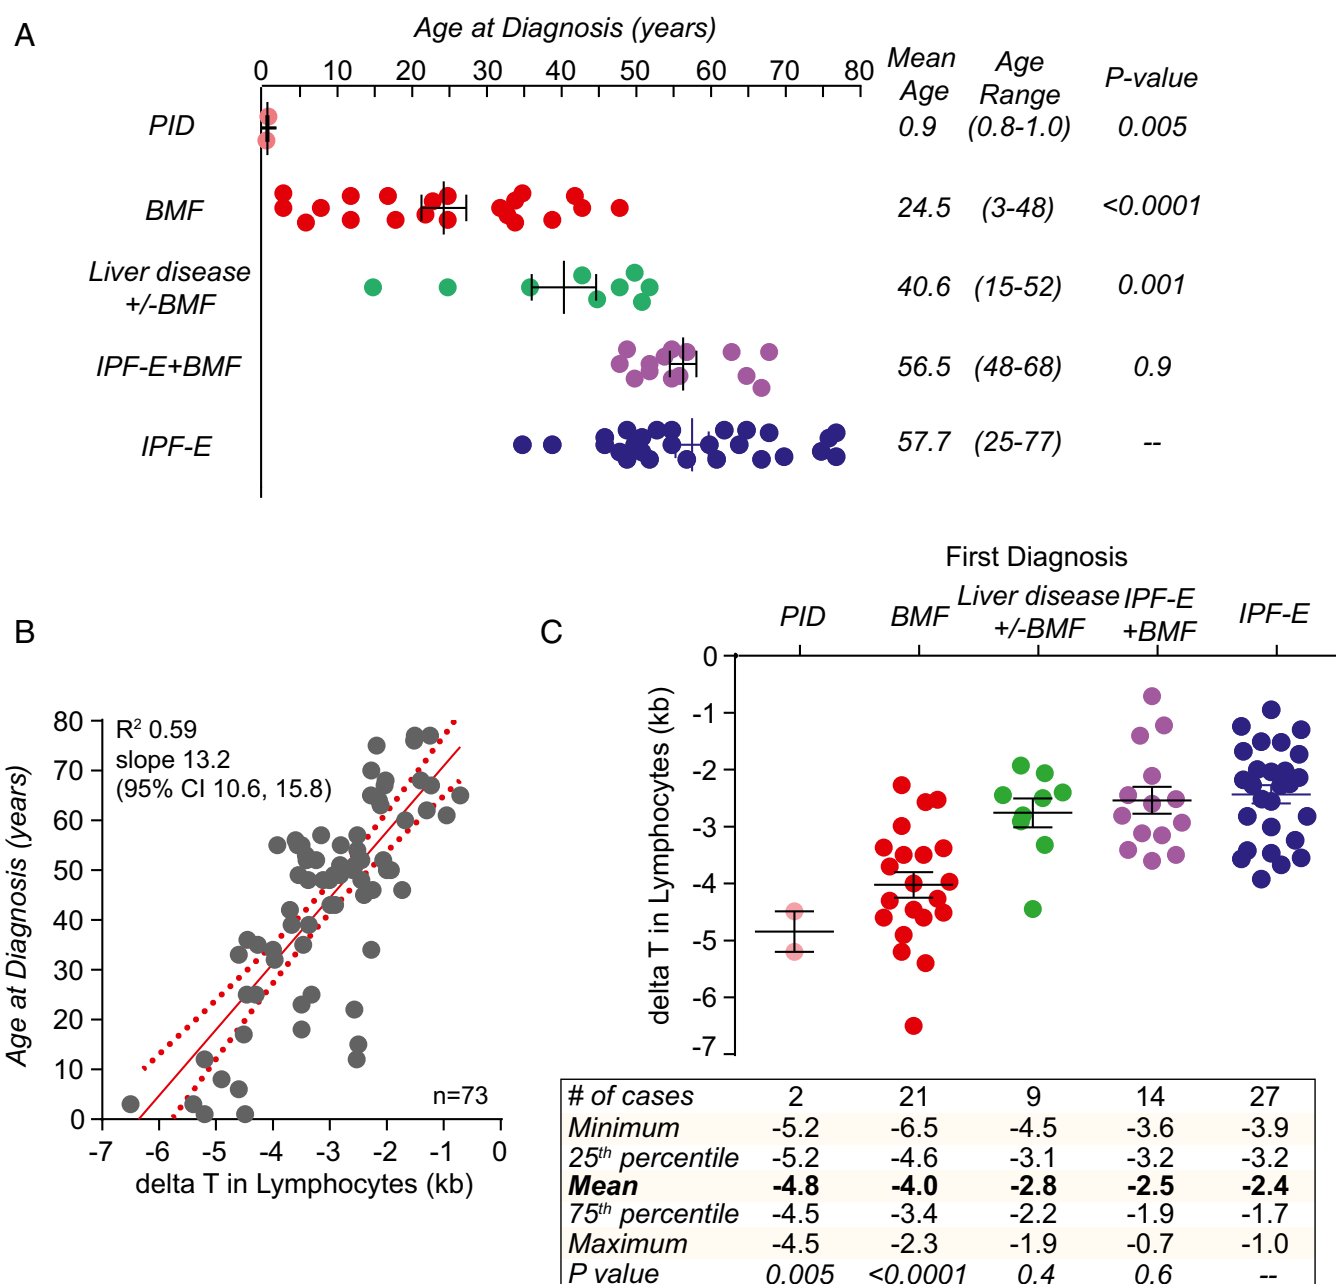 A
Age at Diagnosis (years)
0 10 20 30 40 50 60 70 80
Mean Age
Age Range
P-value
PID 0.9 (0.8-1.0) 0.005
BMF 24.5 (3-48) <0.0001
Liver disease
+/-BMF 40.6 (15-52) 0.001
IPF-E+BMF 56.5 (48-68) 0.9
IPF-E 57.7 (25-77) --
B
R² 0.59
slope 13.2
(95% CI 10.6, 15.8)
n=73
Age at Diagnosis (years)
80
70
60
50
40
30
20
10
0
-7 -6 -5 -4 -3 -2 -1 0
delta T in Lymphocytes (kb)
C
First Diagnosis
PID
BMF
Liver disease
+/-BMF
IPF-E
+BMF
IPF-E
delta T in Lymphocytes (kb)
0
-1
-2
-3
-4
-5
-6
-7
# of cases 2 21 9 14 27
Minimum -5.2 -6.5 -4.5 -3.6 -3.9
25th percentile -5.2 -4.6 -3.1 -3.2 -3.2
Mean -4.8 -4.0 -2.8 -2.5 -2.4
75th percentile -4.5 -3.4 -2.2 -1.9 -1.7
Maximum -4.5 -2.3 -1.9 -0.7 -1.0
P value 0.005 <0.0001 0.4 0.6 --